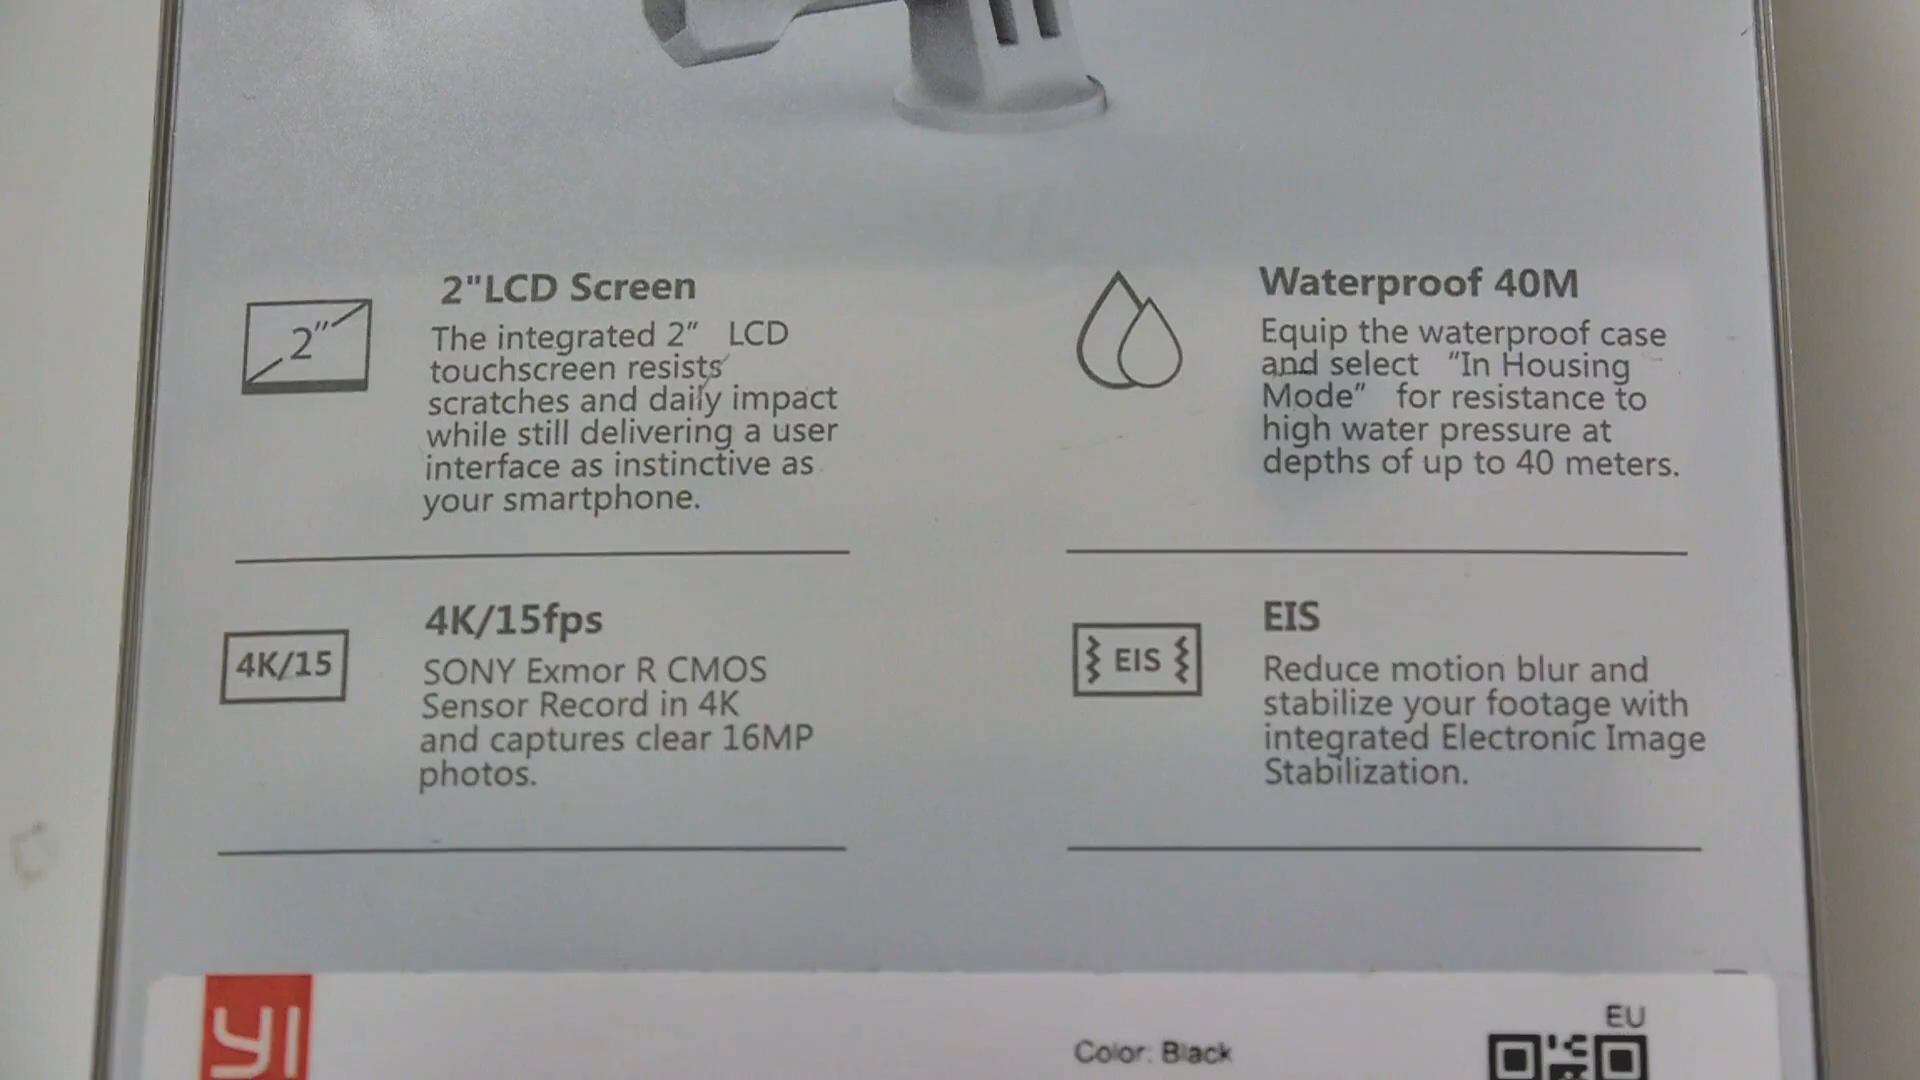 2"LCD Screen
2”
The integrated 2” LCD
touchscreen resists
scratches and daily impact
while still delivering a user
interface as instinctive as
your smartphone.
Waterproof 40M
Equip the waterproof case
and select “In Housing
Mode” for resistance to
high water pressure at
depths of up to 40 meters.
4K/15fps
4K/15
SONY Exmor R CMOS
Sensor Record in 4K
and captures clear 16MP
photos.
EIS
EIS
Reduce motion blur and
stabilize your footage with
integrated Electronic Image
Stabilization.
YI
Color: Black
EU